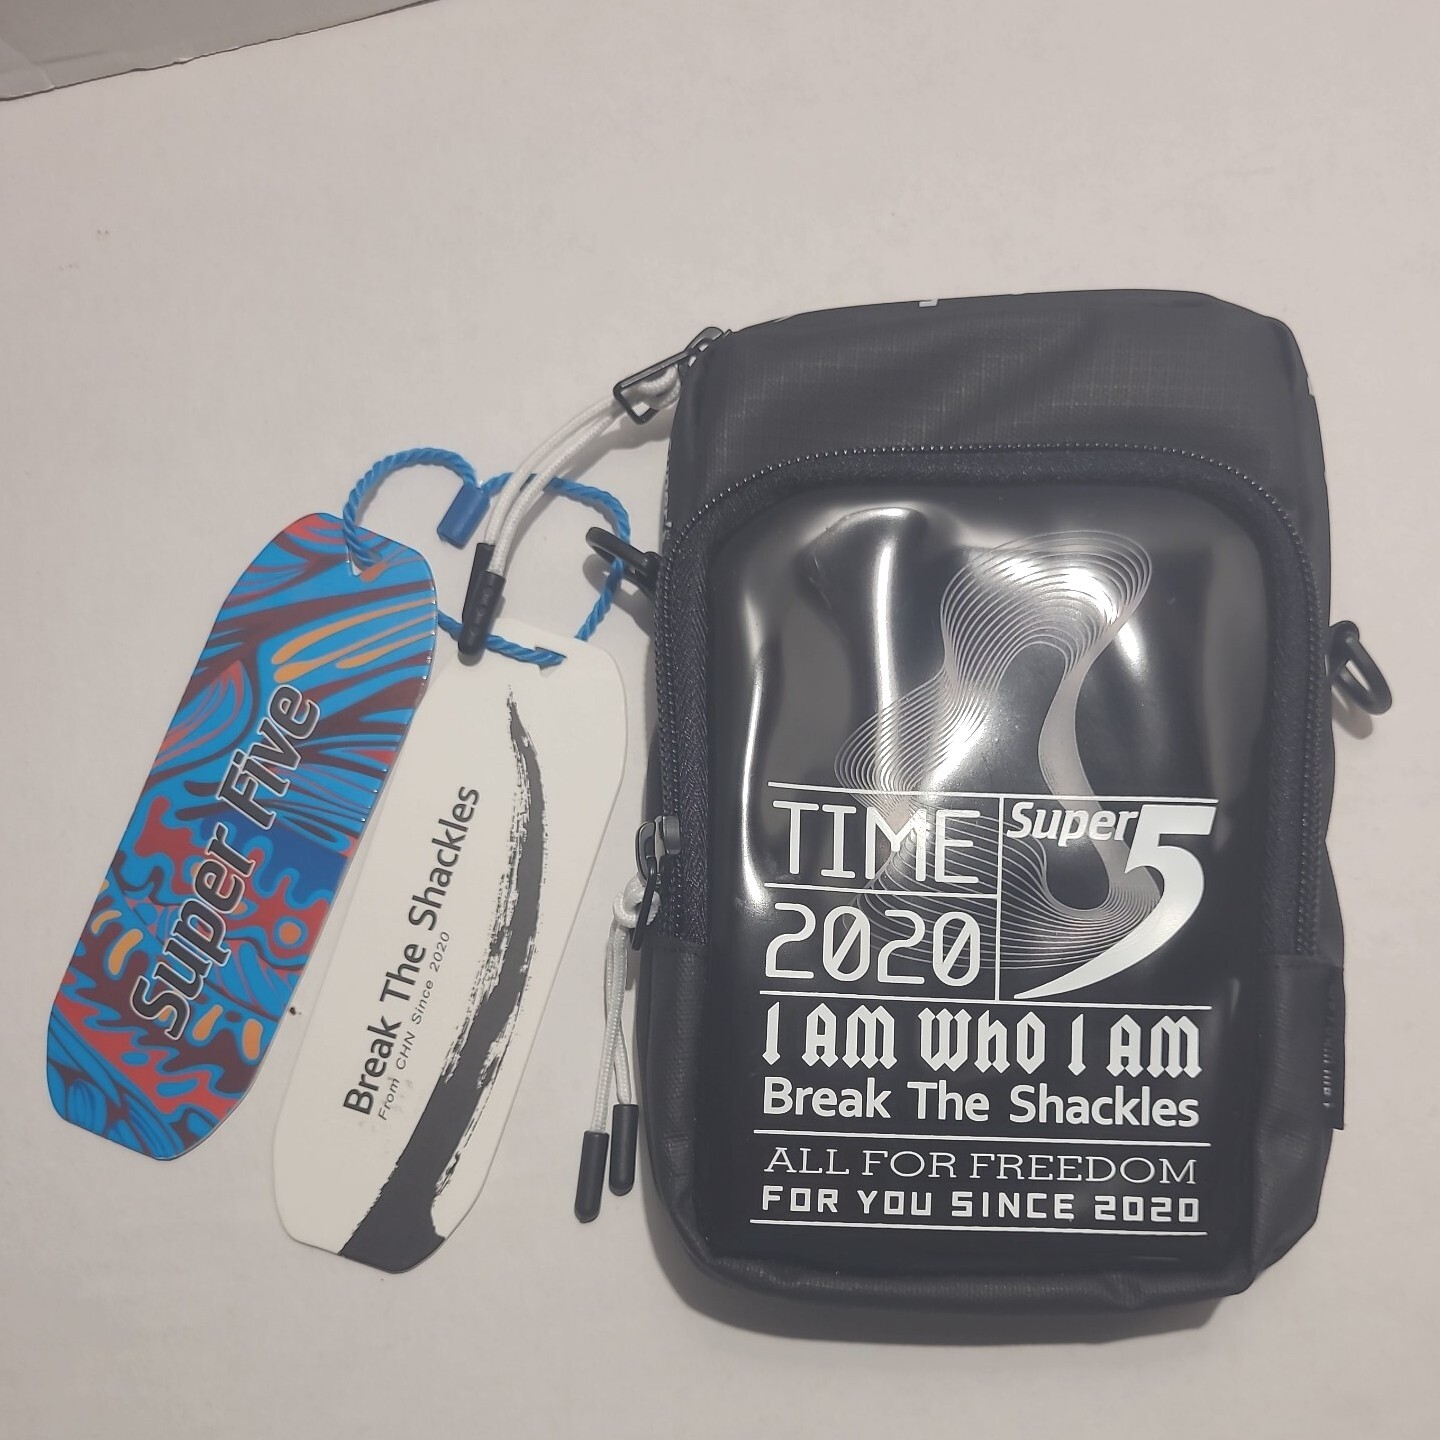 Super Five
Break The Shackles
From CHN Since 2020
TIME
2020
Super 5
I AM WhO I AM
Break The Shackles
ALL FOR FREEDOM
FOR YOU SINCE 2020